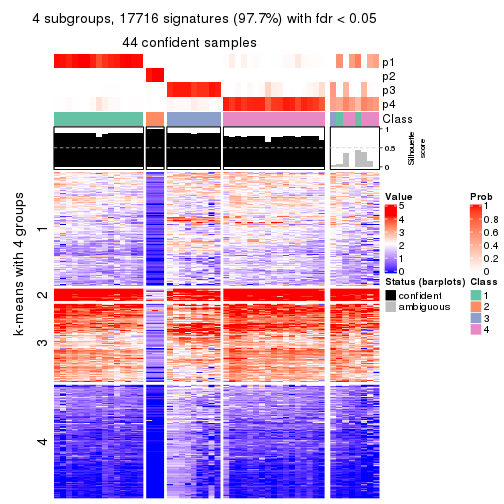 4 subgroups, 17716 signatures (97.7%) with fdr < 0.05
44 confident samples
p1
p2
p3
p4
Class
1
0.5
0
Silhouette
score
k-means with 4 groups
1
2
3
4
Value
5
4
3
2
1
0
Prob
1
0.8
0.6
0.4
0.2
0
Status (barplots)
confident
ambiguous
Class
1
2
3
4